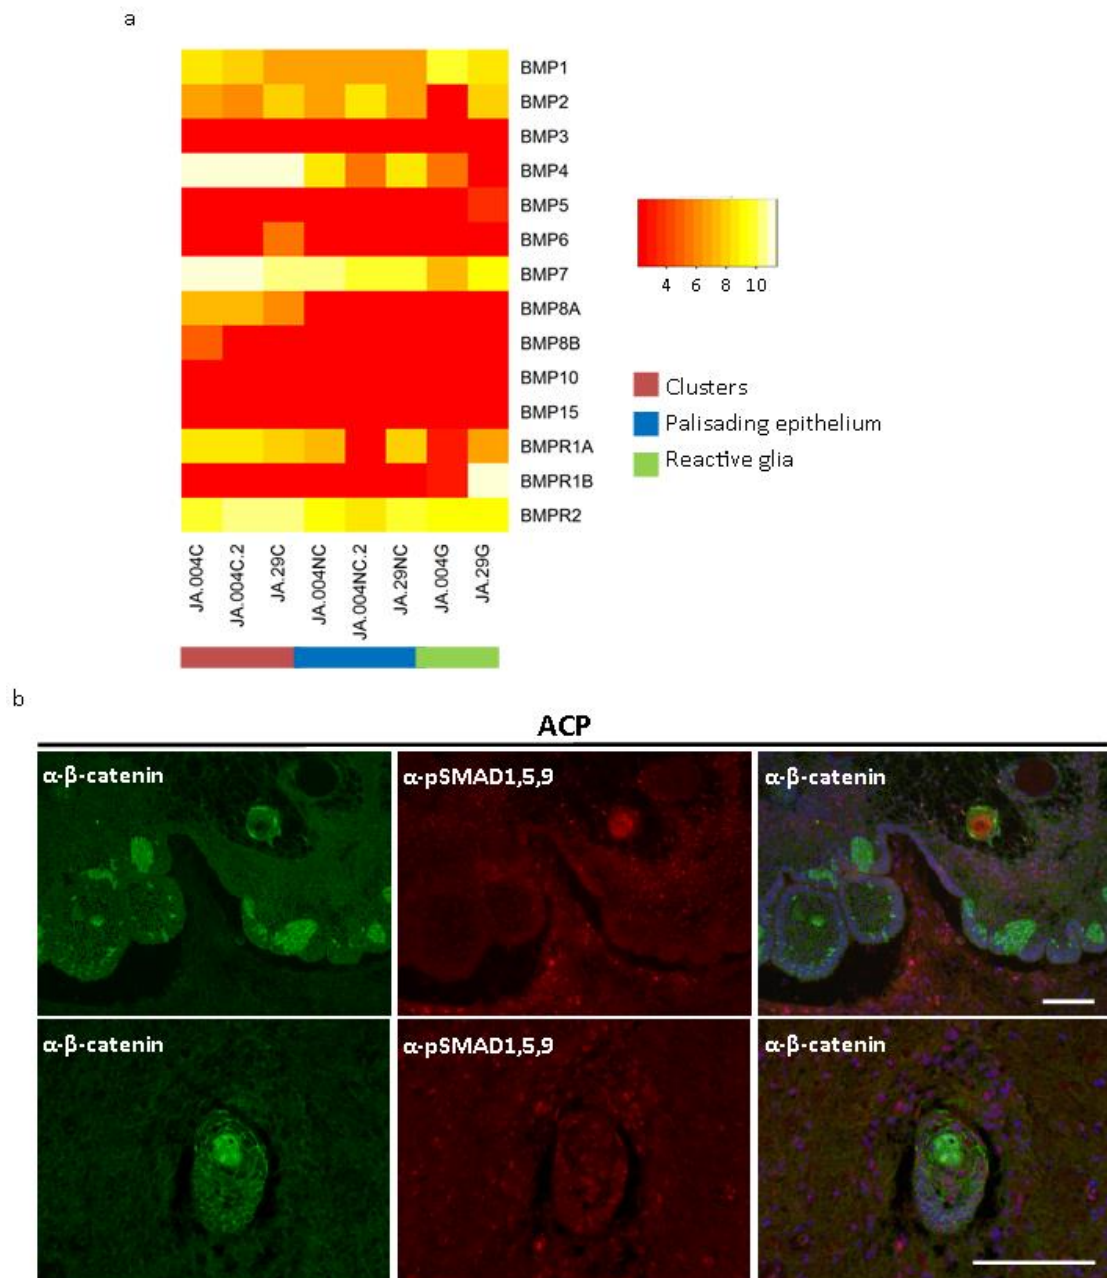 a
BMP1
BMP2
BMP3
BMP4
BMP5
BMP6
BMP7
BMP8A
BMP8B
BMP10
BMP15
BMPR1A
BMPR1B
BMPR2
4 6 8 10
Clusters
Palisading epithelium
Reactive glia
JA.004C
JA.004C.2
JA.29C
JA.004NC
JA.004NC.2
JA.29NC
JA.004G
JA.29G
b
ACP
α-β-catenin
α-pSMAD1,5,9
α-β-catenin
α-β-catenin
α-pSMAD1,5,9
α-β-catenin